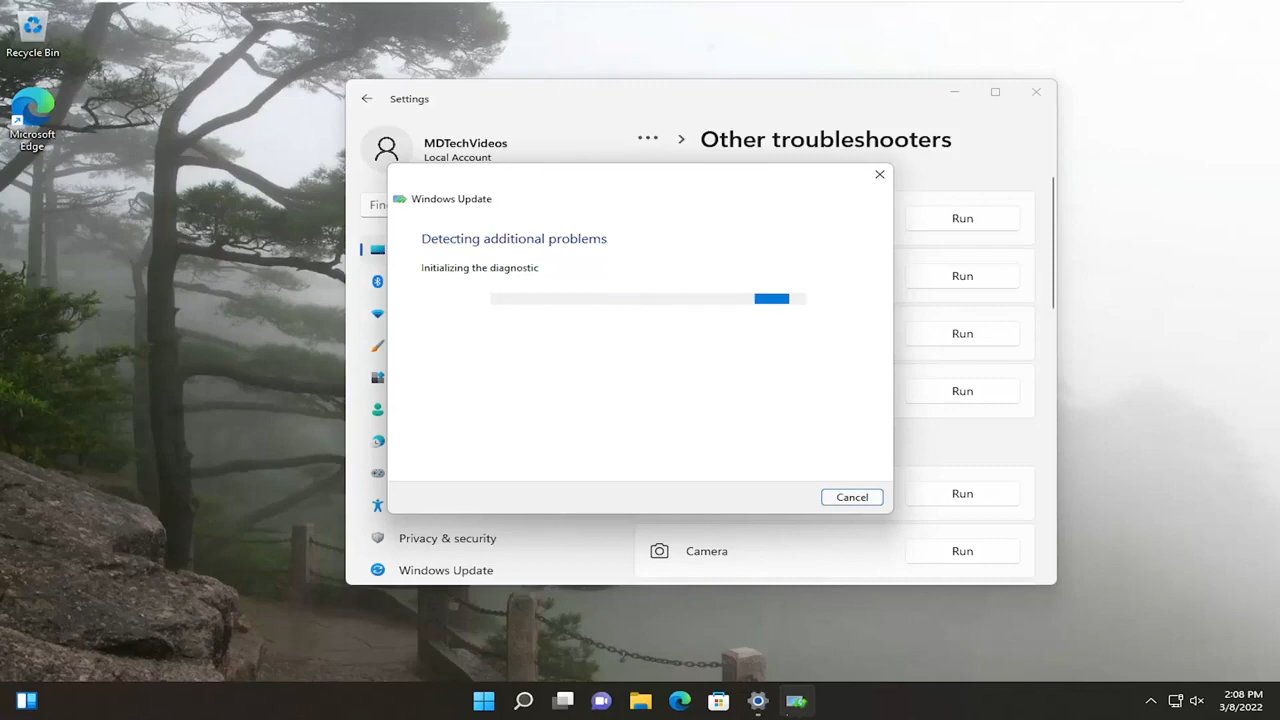 Recycle Bin
Microsoft
Edge
Settings
MDTechVideos
Local Account
Other troubleshooters
Fin
Windows Update
Detecting additional problems
Initializing the diagnostic
Cancel
Run
Run
Run
Run
Run
Privacy & security
Camera
Run
Windows Update
2:08 PM
3/8/2022